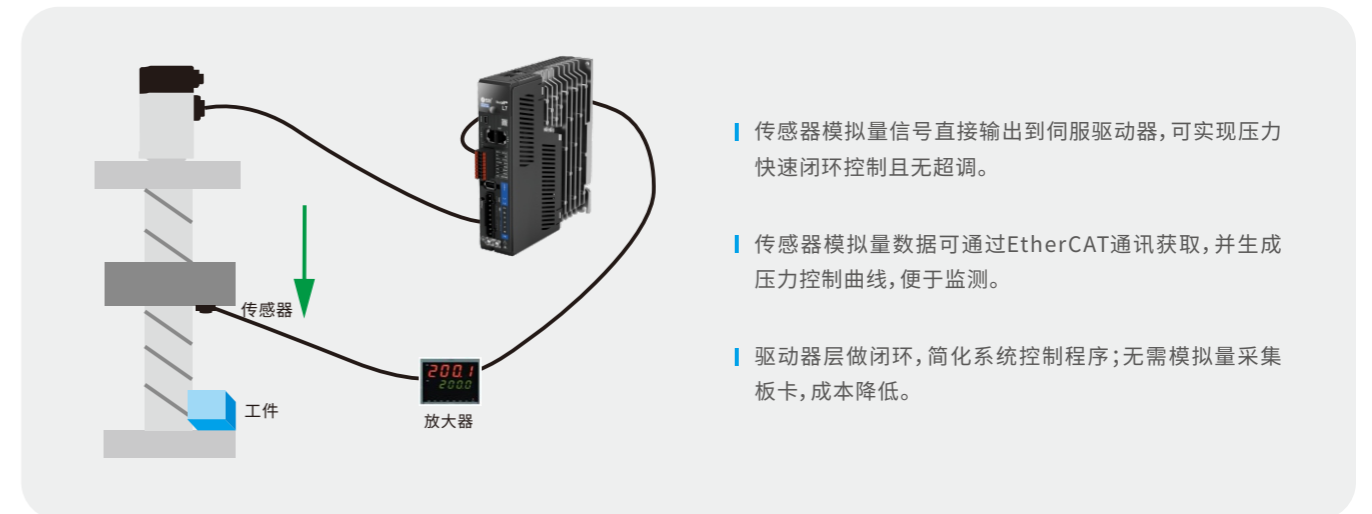 传感器模拟量信号直接输出到伺服驱动器，可实现压力
快速闭环控制且无超调。
传感器模拟量数据可通过EtherCAT通讯获取，并生成
压力控制曲线，便于监测。
驱动器层做闭环，简化系统控制程序；无需模拟量采集
板卡，成本降低。
传感器
200.1
200.0
放大器
工件